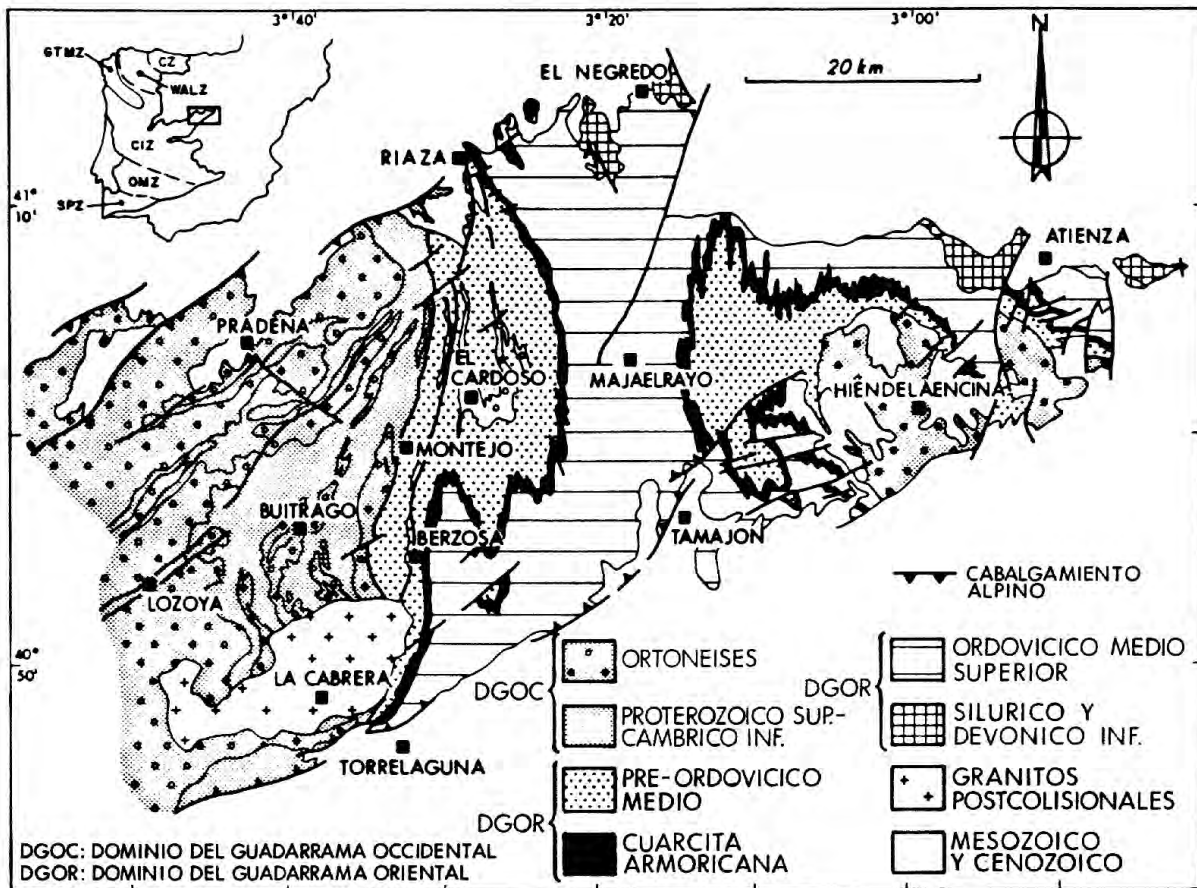 3°40'
3°20'
3°00'
GTMZ
CZ
WALZ
CIZ
OMZ
SPZ
EL NEGREDO
20 km
N
RIAZA
41°
10'
ATIENZA
PRADENA
EL
CARDOSO
MAJAELRAYO
HIENDELAENCINA
MONTEJO
BUITRAGO
BERZOSA
TAMAJON
LOZOYA
CABALGAMIENTO
ALPINO
40°
50'
LA CABRERA
TORRELAGUNA
DGOC
ORTONEISES
PROTEROZOICO SUP.-
CAMBRICO INF.
DGOR
PRE-ORDOVICICO
MEDIO
CUARCITA
ARMORICANA
DGOR
ORDOVICICO MEDIO
SUPERIOR
SILURICO Y
DEVONICO INF.
GRANITOS
POSTCOLISIONALES
MESOZOICO
Y CENOZOICO
DGOC: DOMINIO DEL GUADARRAMA OCCIDENTAL
DGOR: DOMINIO DEL GUADARRAMA ORIENTAL